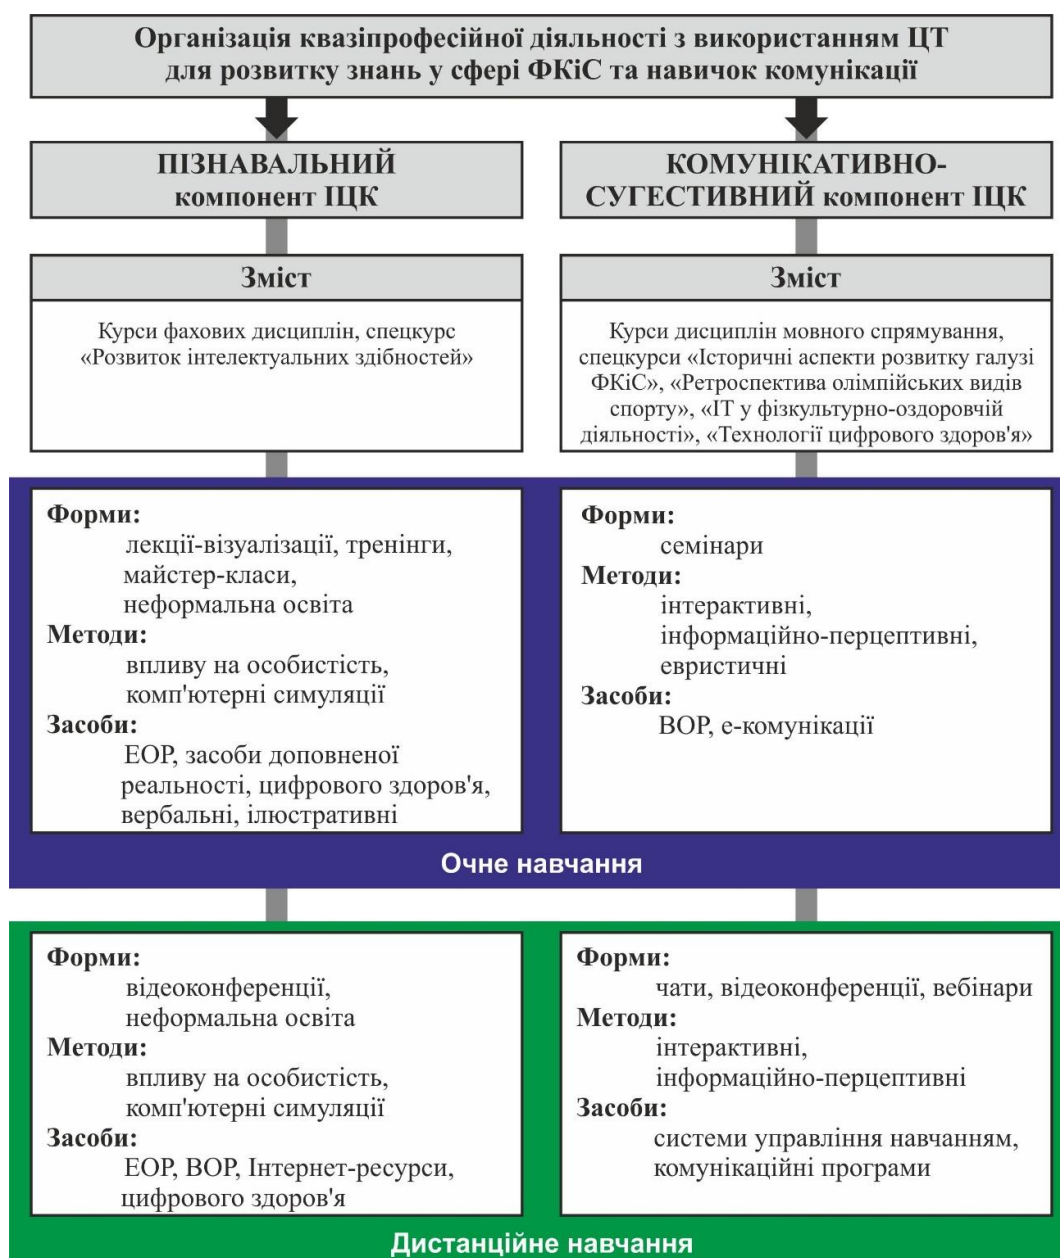 Організація квазіпрофесійної діяльності з використанням ЦТ
для розвитку знань у сфері ФКіС та навичок комунікації
ПІЗНАВАЛЬНИЙ
компонент ІЦК
Зміст
Курси фахових дисциплін, спецкурс
«Розвиток інтелектуальних здібностей»
КОМУНІКАТИВНО-
СУГЕСТИВНИЙ компонент ІЦК
Зміст
Курси дисциплін мовного спрямування,
спецкурси «Історичні аспекти розвитку галузі
ФКіС», «Ретроспектива олімпійських видів
спорту», «ІТ у фізкультурно-оздоровчій
діяльності», «Технології цифрового здоров'я»
Форми:
лекції-візуалізації, тренінги,
майстер-класи,
неформальна освіта
Методи:
впливу на особистість,
комп'ютерні симуляції
Засоби:
ЕОР, засоби доповненої
реальності, цифрового здоров'я,
вербальні, ілюстративні
Форми:
семінари
Методи:
інтерактивні,
інформаційно-перцептивні,
евристичні
Засоби:
ВОР, е-комунікації
Очне навчання
Форми:
відеоконференції,
неформальна освіта
Методи:
впливу на особистість,
комп'ютерні симуляції
Засоби:
ЕОР, ВОР, Інтернет-ресурси,
цифрового здоров'я
Форми:
чати, відеоконференції, вебінари
Методи:
інтерактивні,
інформаційно-перцептивні
Засоби:
системи управління навчанням,
комунікаційні програми
Дистанційне навчання